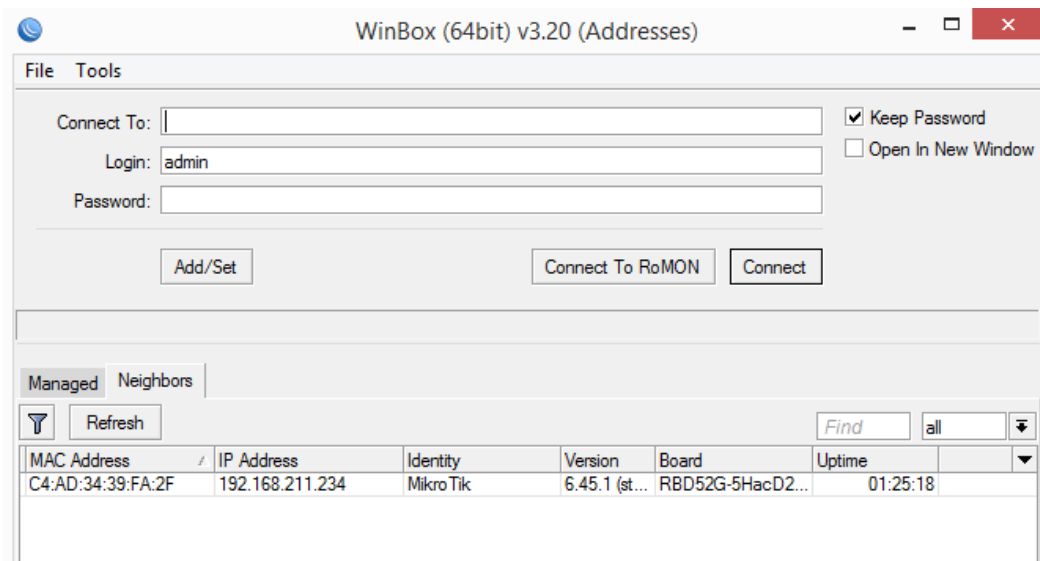 WinBox (64bit) v3.20 (Addresses)
File Tools
Connect To:
Keep Password
Login: admin
Open In New Window
Password:
Add/Set Connect To RoMON Connect
Managed Neighbors
Refresh Find all
MAC Address IP Address Identity Version Board Uptime
C4:AD:34:39:FA:2F 192.168.211.234 MikroTik 6.45.1 (st... RBD52G-5HacD2... 01:25:18